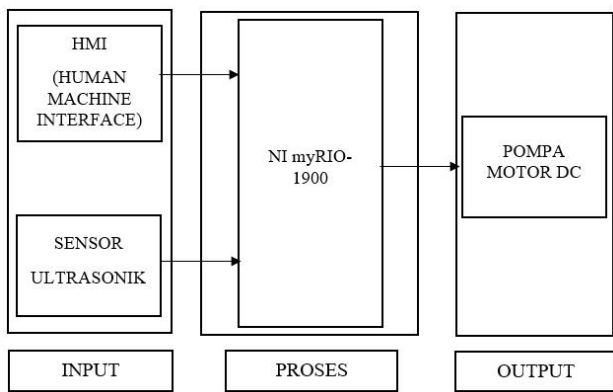 HMI
(HUMAN
MACHINE
INTERFACE)
SENSOR
ULTRASONIK
NI myRIO-
1900
POMPA
MOTOR DC
INPUT
PROSES
OUTPUT